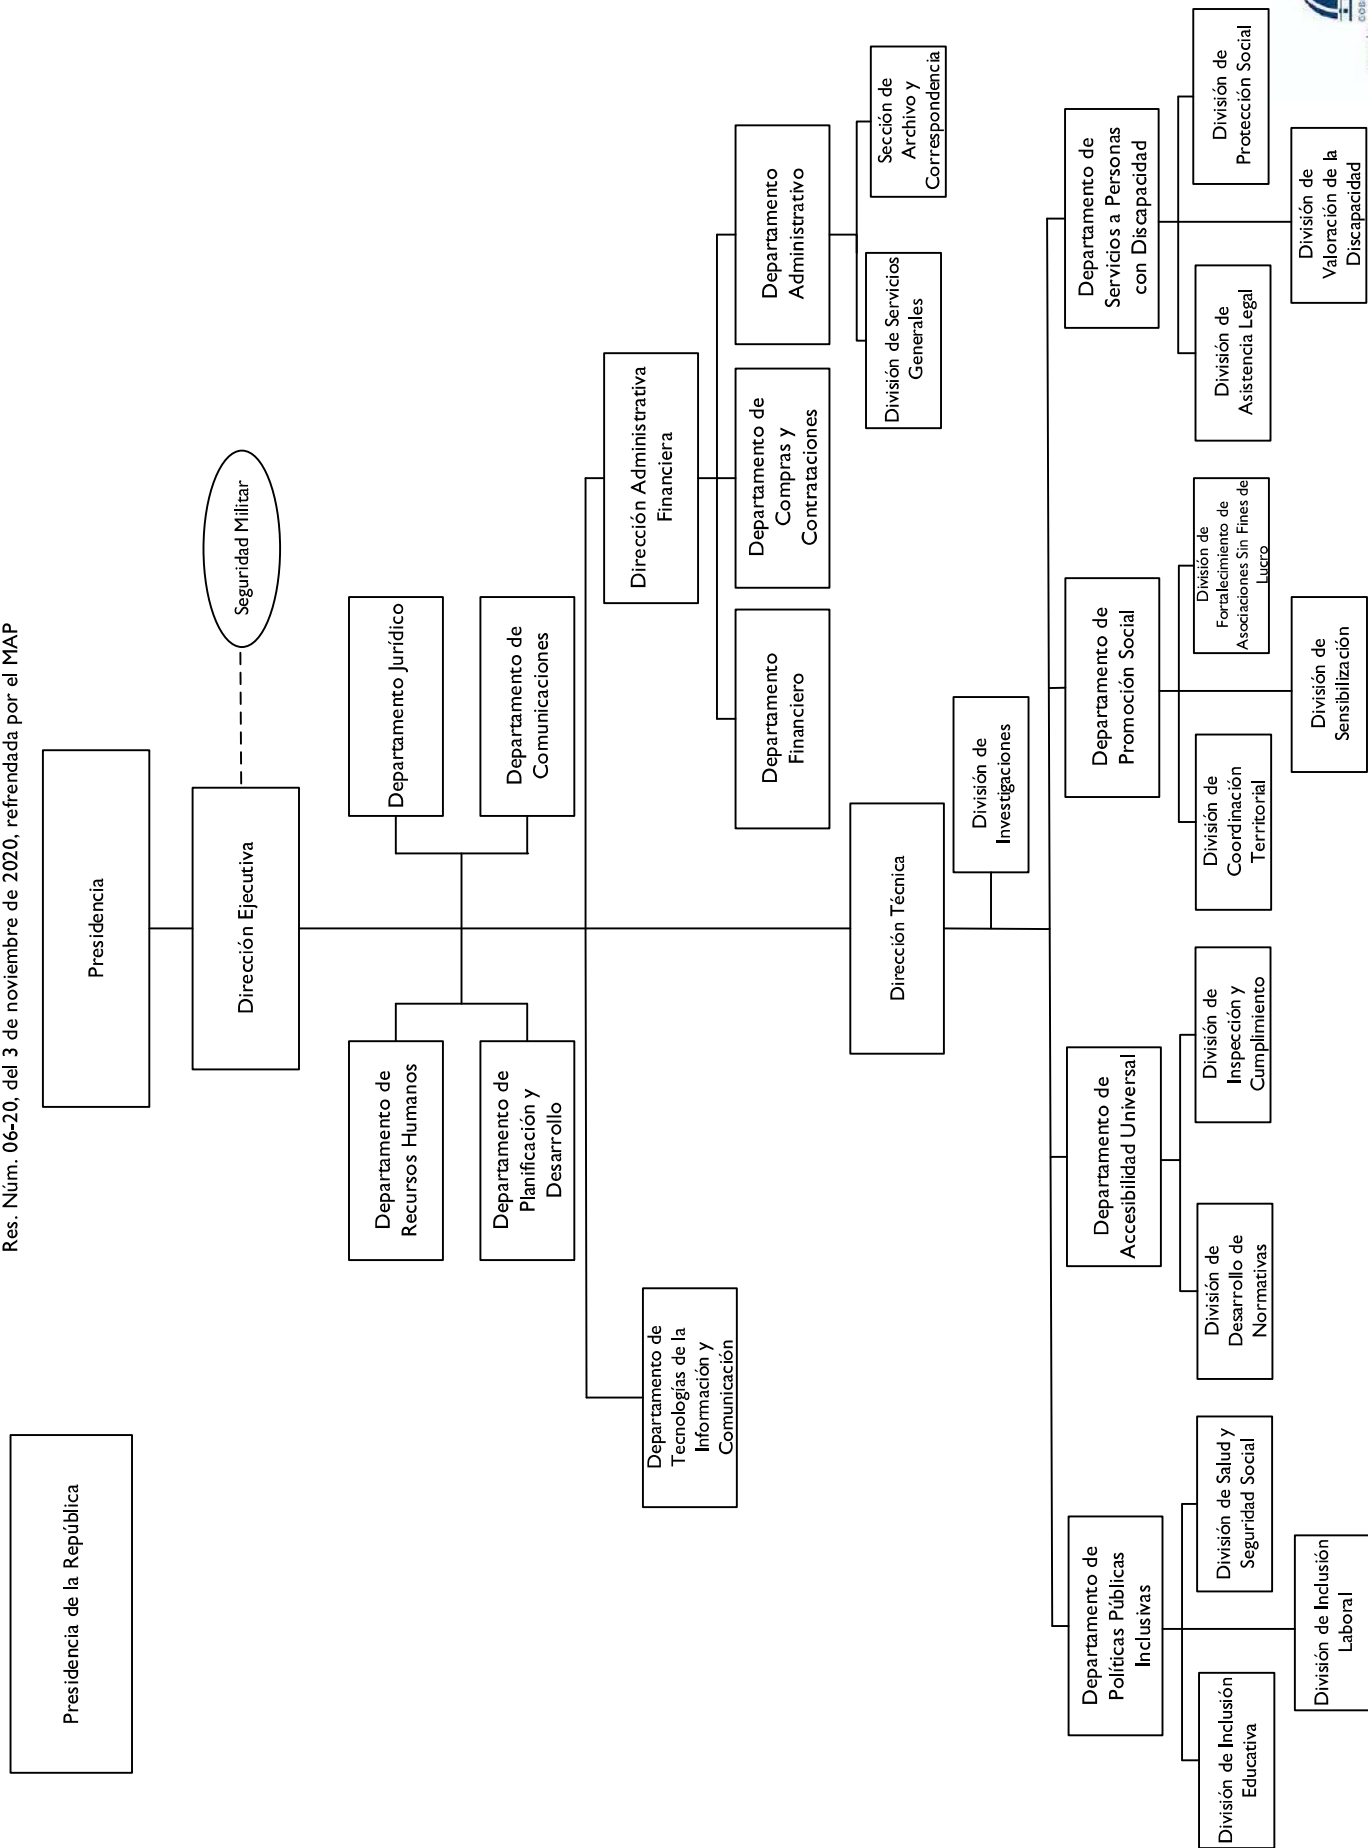 Res. Núm. 06-20, del 3 de noviembre de 2020, refrendada por el MAP
Presidencia de la República
Presidencia
Dirección Ejecutiva
Seguridad Militar
Departamento de
Recursos Humanos
Departamento Jurídico
Departamento de
Planificación y
Desarrollo
Departamento de
Comunicaciones
Departamento de
Tecnologías de la
Información y
Comunicación
Dirección Administrativa
Financiera
Departamento
Financiero
Departamento de
Compras y
Contrataciones
Departamento
Administrativo
División de Servicios
Generales
Sección de
Archivo y
Correspondencia
Dirección Técnica
División de
Investigaciones
Departamento de
Políticas Públicas
Inclusivas
Departamento de
Accesibilidad Universal
Departamento de
Promoción Social
Departamento de
Servicios a Personas
con Discapacidad
División de Inclusión
Educativa
División de Salud y
Seguridad Social
División de
Desarrollo de
Normativas
División de
Inspección y
Cumplimiento
División de
Coordinación
Territorial
División de
Fortalecimiento de
Asociaciones Sin Fines de
Lucro
División de
Asistencia Legal
División de
Protección Social
División de Inclusión
Laboral
División de
Sensibilización
División de
Valoración de la
Discapacidad